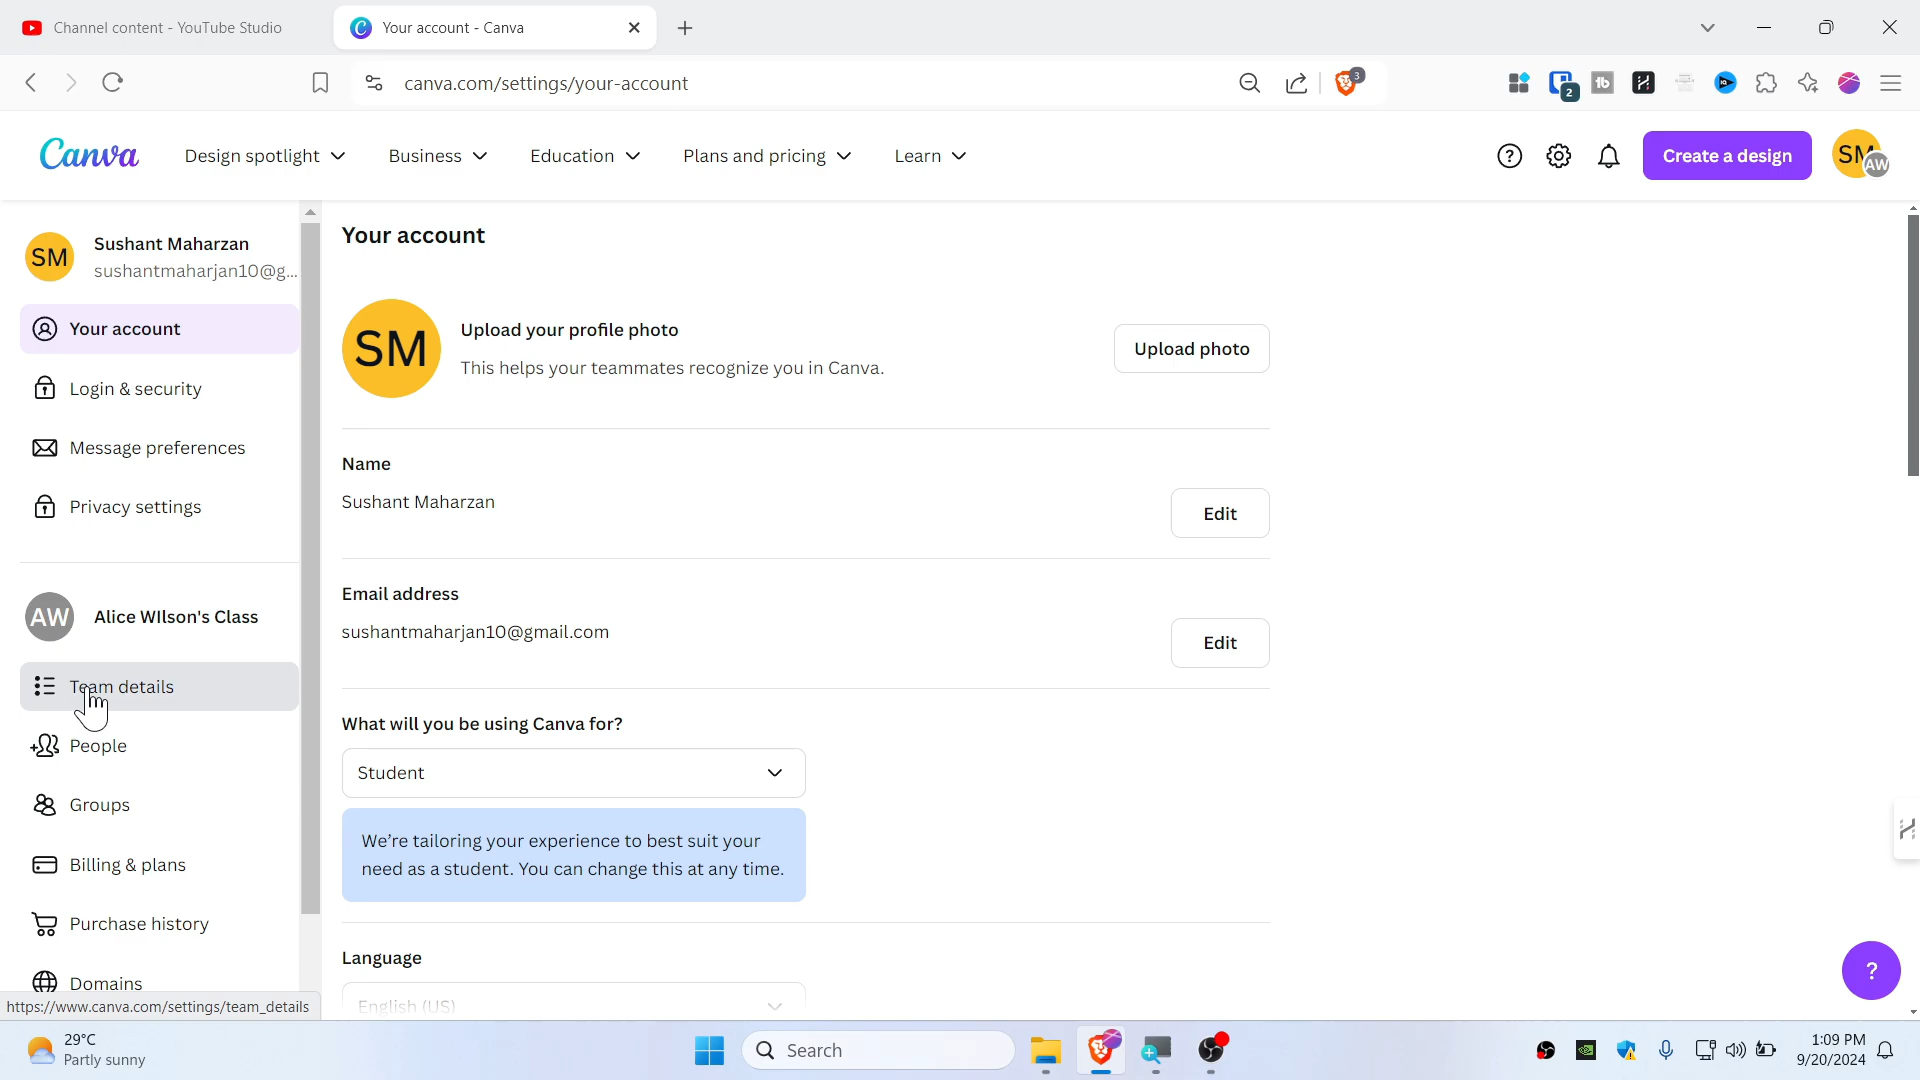 Channel content - YouTube Studio
Your account - Canva
canva.com/settings/your-account
3
2
tb
Canva
Design spotlight
Business
Education
Plans and pricing
Learn
Create a design
SM
AW
SM
Sushant Maharzan
sushantmaharjan10@g...
Your account
Login & security
Message preferences
Privacy settings
AW
Alice WIlson's Class
Team details
People
Groups
Billing & plans
Purchase history
Domains
https://www.canva.com/settings/team_details
Your account
SM
Upload your profile photo
This helps your teammates recognize you in Canva.
Upload photo
Name
Sushant Maharzan
Edit
Email address
sushantmaharjan10@gmail.com
Edit
What will you be using Canva for?
Student
We're tailoring your experience to best suit your
need as a student. You can change this at any time.
Language
English (US)
?
29°C
Partly sunny
Search
1:09 PM
9/20/2024